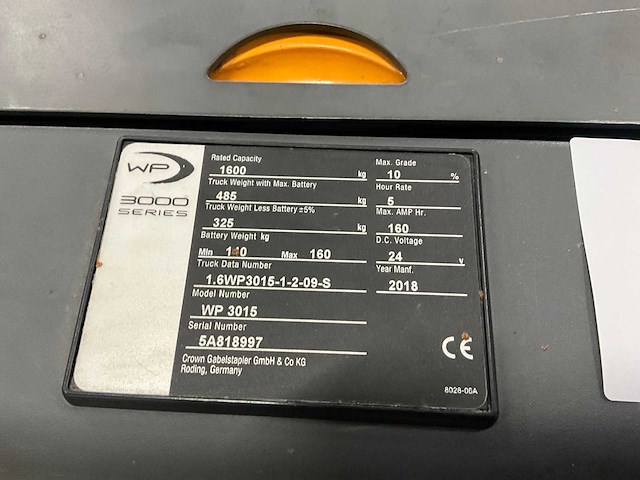 WP
3000
SERIES
Rated Capacity
1600 kg
Truck Weight with Max. Battery
485 kg
Truck Weight Less Battery ±5%
325 kg
Battery Weight kg
Min Max 160
Truck Data Number
1.6WP3015-1-2-09-S
Model Number
WP 3015
Serial Number
5A818997
Crown Gabelstapler GmbH & Co KG
Roding, Germany
Max. Grade
10 %
Hour Rate
5
Max. AMP Hr.
160
D.C. Voltage
24 V
Year Manf.
2018
CE
8028-06A